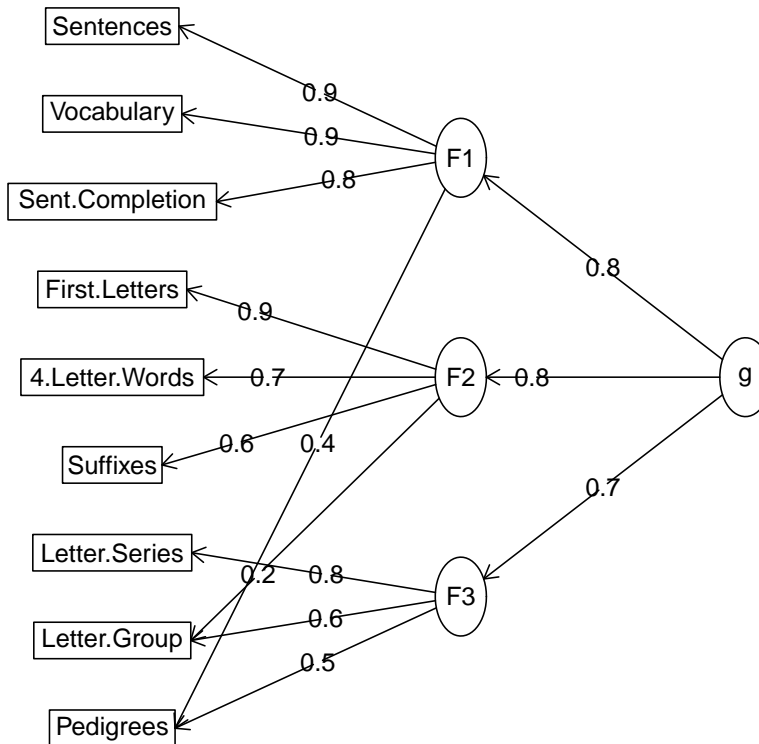 Sentences
0.9
Vocabulary
0.9
F1
Sent.Completion
0.8
0.8
First.Letters
0.9
4.Letter.Words
0.7
F2
0.8
g
Suffixes
0.6
0.4
0.7
Letter.Series
0.2
0.8
F3
Letter.Group
0.6
0.5
Pedigrees